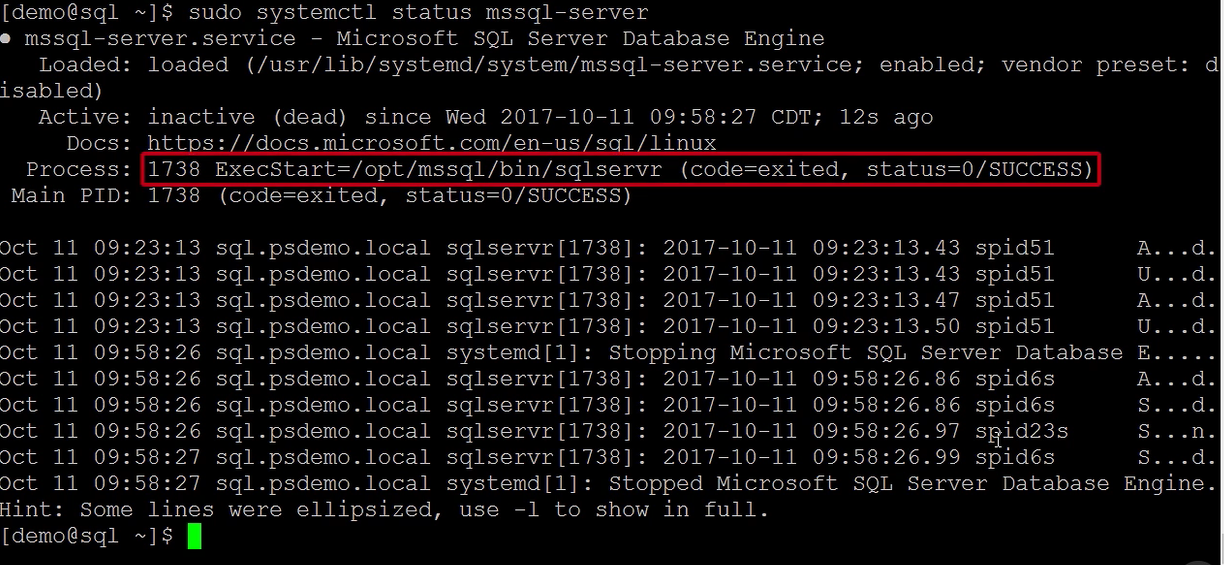 [demo@sql ~]$ sudo systemctl status mssql-server
● mssql-server.service - Microsoft SQL Server Database Engine
   Loaded: loaded (/usr/lib/systemd/system/mssql-server.service; enabled; vendor preset: d
isabled)
   Active: inactive (dead) since Wed 2017-10-11 09:58:27 CDT; 12s ago
     Docs: https://docs.microsoft.com/en-us/sql/linux
  Process: 1738 ExecStart=/opt/mssql/bin/sqlservr (code=exited, status=0/SUCCESS)
 Main PID: 1738 (code=exited, status=0/SUCCESS)
Oct 11 09:23:13 sql.psdemo.local sqlservr[1738]: 2017-10-11 09:23:13.43 spid51      A...d.
Oct 11 09:23:13 sql.psdemo.local sqlservr[1738]: 2017-10-11 09:23:13.43 spid51      U...d.
Oct 11 09:23:13 sql.psdemo.local sqlservr[1738]: 2017-10-11 09:23:13.47 spid51      A...d.
Oct 11 09:23:13 sql.psdemo.local sqlservr[1738]: 2017-10-11 09:23:13.50 spid51      U...d.
Oct 11 09:58:26 sql.psdemo.local systemd[1]: Stopping Microsoft SQL Server Database E.....
Oct 11 09:58:26 sql.psdemo.local sqlservr[1738]: 2017-10-11 09:58:26.86 spid6s      A...d.
Oct 11 09:58:26 sql.psdemo.local sqlservr[1738]: 2017-10-11 09:58:26.86 spid6s      S...d.
Oct 11 09:58:26 sql.psdemo.local sqlservr[1738]: 2017-10-11 09:58:26.97 spid23s     S...n.
Oct 11 09:58:27 sql.psdemo.local sqlservr[1738]: 2017-10-11 09:58:26.99 spid6s      S...d.
Oct 11 09:58:27 sql.psdemo.local systemd[1]: Stopped Microsoft SQL Server Database Engine.
Hint: Some lines were ellipsized, use -l to show in full.
[demo@sql ~]$